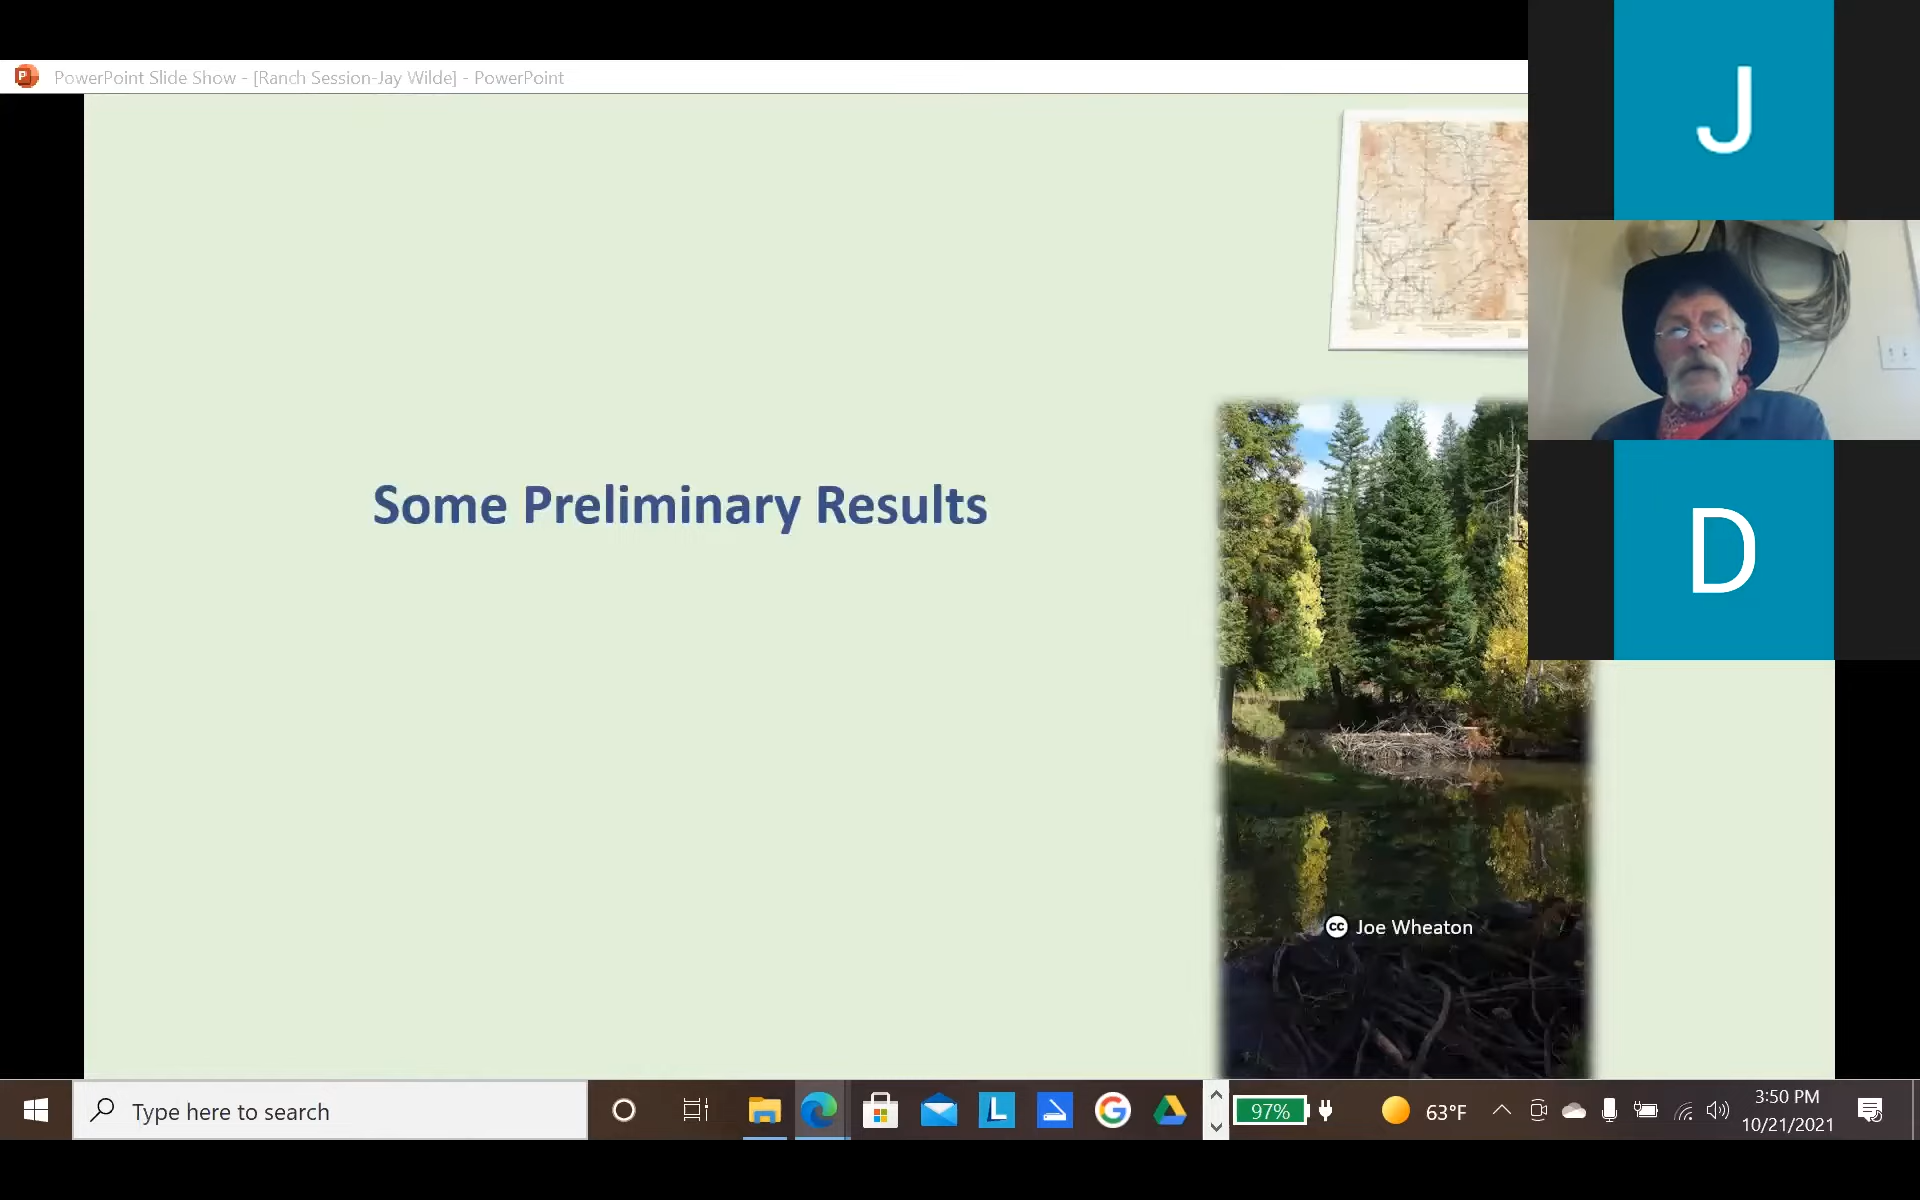 PowerPoint Slide Show - [Ranch Session-Jay Wilde] - PowerPoint
J
Some Preliminary Results
D
cc Joe Wheaton
Type here to search
L
G
97%
63°F
3:50 PM
10/21/2021